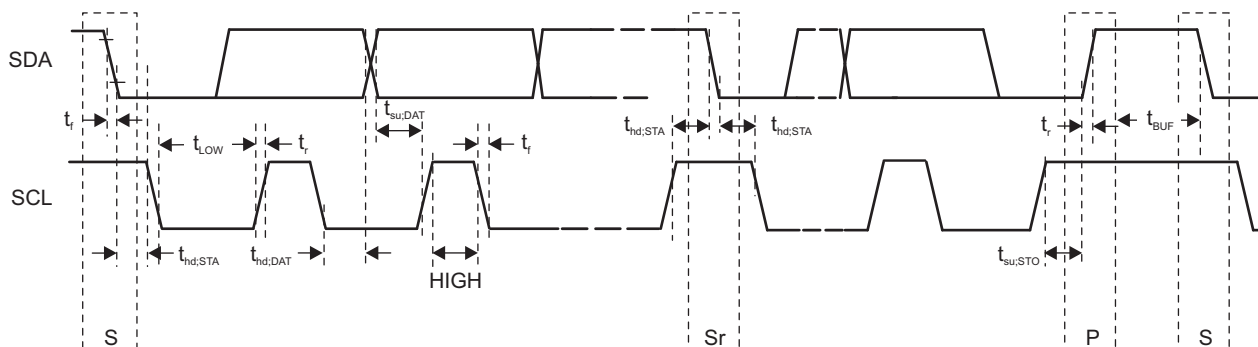 SDA
t_f
t_su;DAT
t_hd;STA
t_hd;STA
t_r
t_BUF
t_LOW
t_r
t_f
SCL
t_hd;STA
t_hd;DAT
HIGH
t_su;STO
S
Sr
P
S